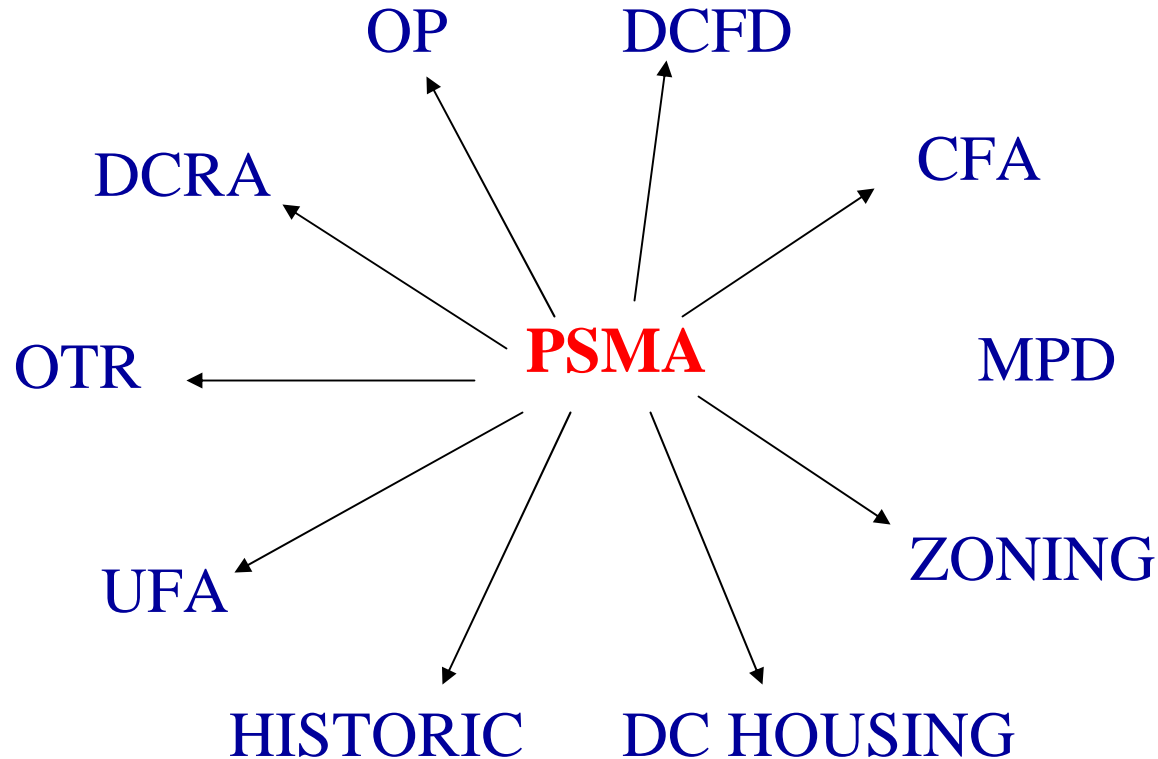 OP
DCFD
DCRA
CFA
PSMA
OTR
MPD
UFA
ZONING
HISTORIC
DC HOUSING